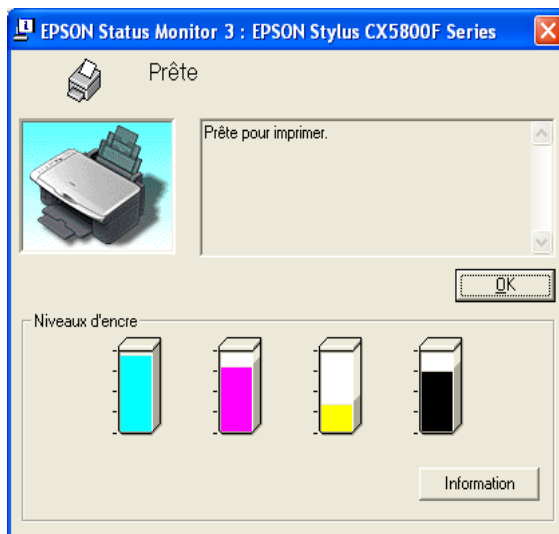 EPSON Status Monitor 3 : EPSON Stylus CX5800F Series
Prête
Prête pour imprimer.
OK
Niveaux d'encre
Information